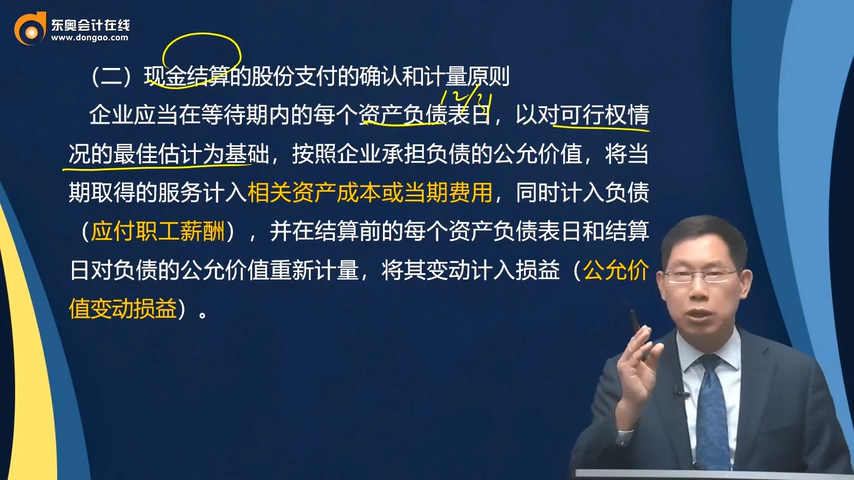 东奥会计在线
www.dongao.com
（二）现金结算的股份支付的确认和计量原则
12/31
企业应当在等待期内的每个资产负债表日，以对可行权情
况的最佳估计为基础，按照企业承担负债的公允价值，将当
期取得的服务计入相关资产成本或当期费用，同时计入负债
（应付职工薪酬），并在结算前的每个资产负债表日和结算
日对负债的公允价值重新计量，将其变动计入损益（公允价
值变动损益）。